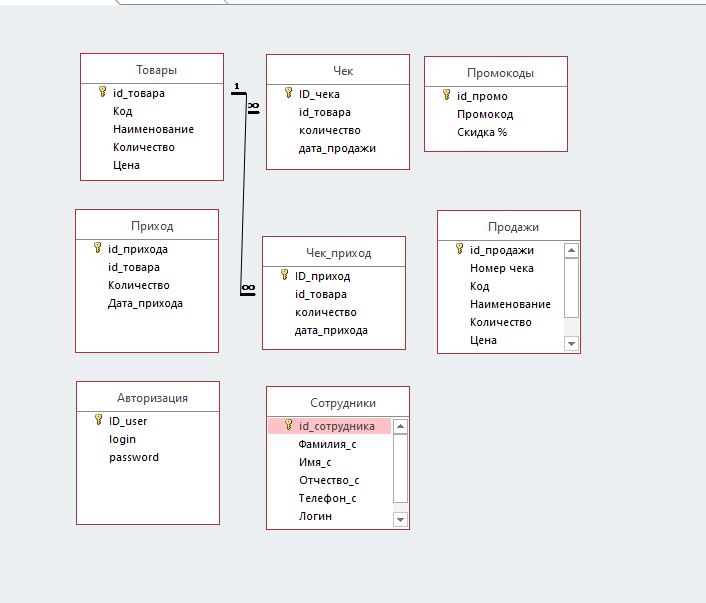 Товары
id_товара
Код
Наименование
Количество
Цена
1
∞
Чек
ID_чека
id_товара
количество
дата_продажи
Промокоды
id_промо
Промокод
Скидка %
Приход
id_прихода
id_товара
Количество
Дата_прихода
∞
Чек_приход
ID_приход
id_товара
количество
дата_прихода
Продажи
id_продажи
Номер чека
Код
Наименование
Количество
Цена
Авторизация
ID_user
login
password
Сотрудники
id_сотрудника
Фамилия_с
Имя_с
Отчество_с
Телефон_с
Логин